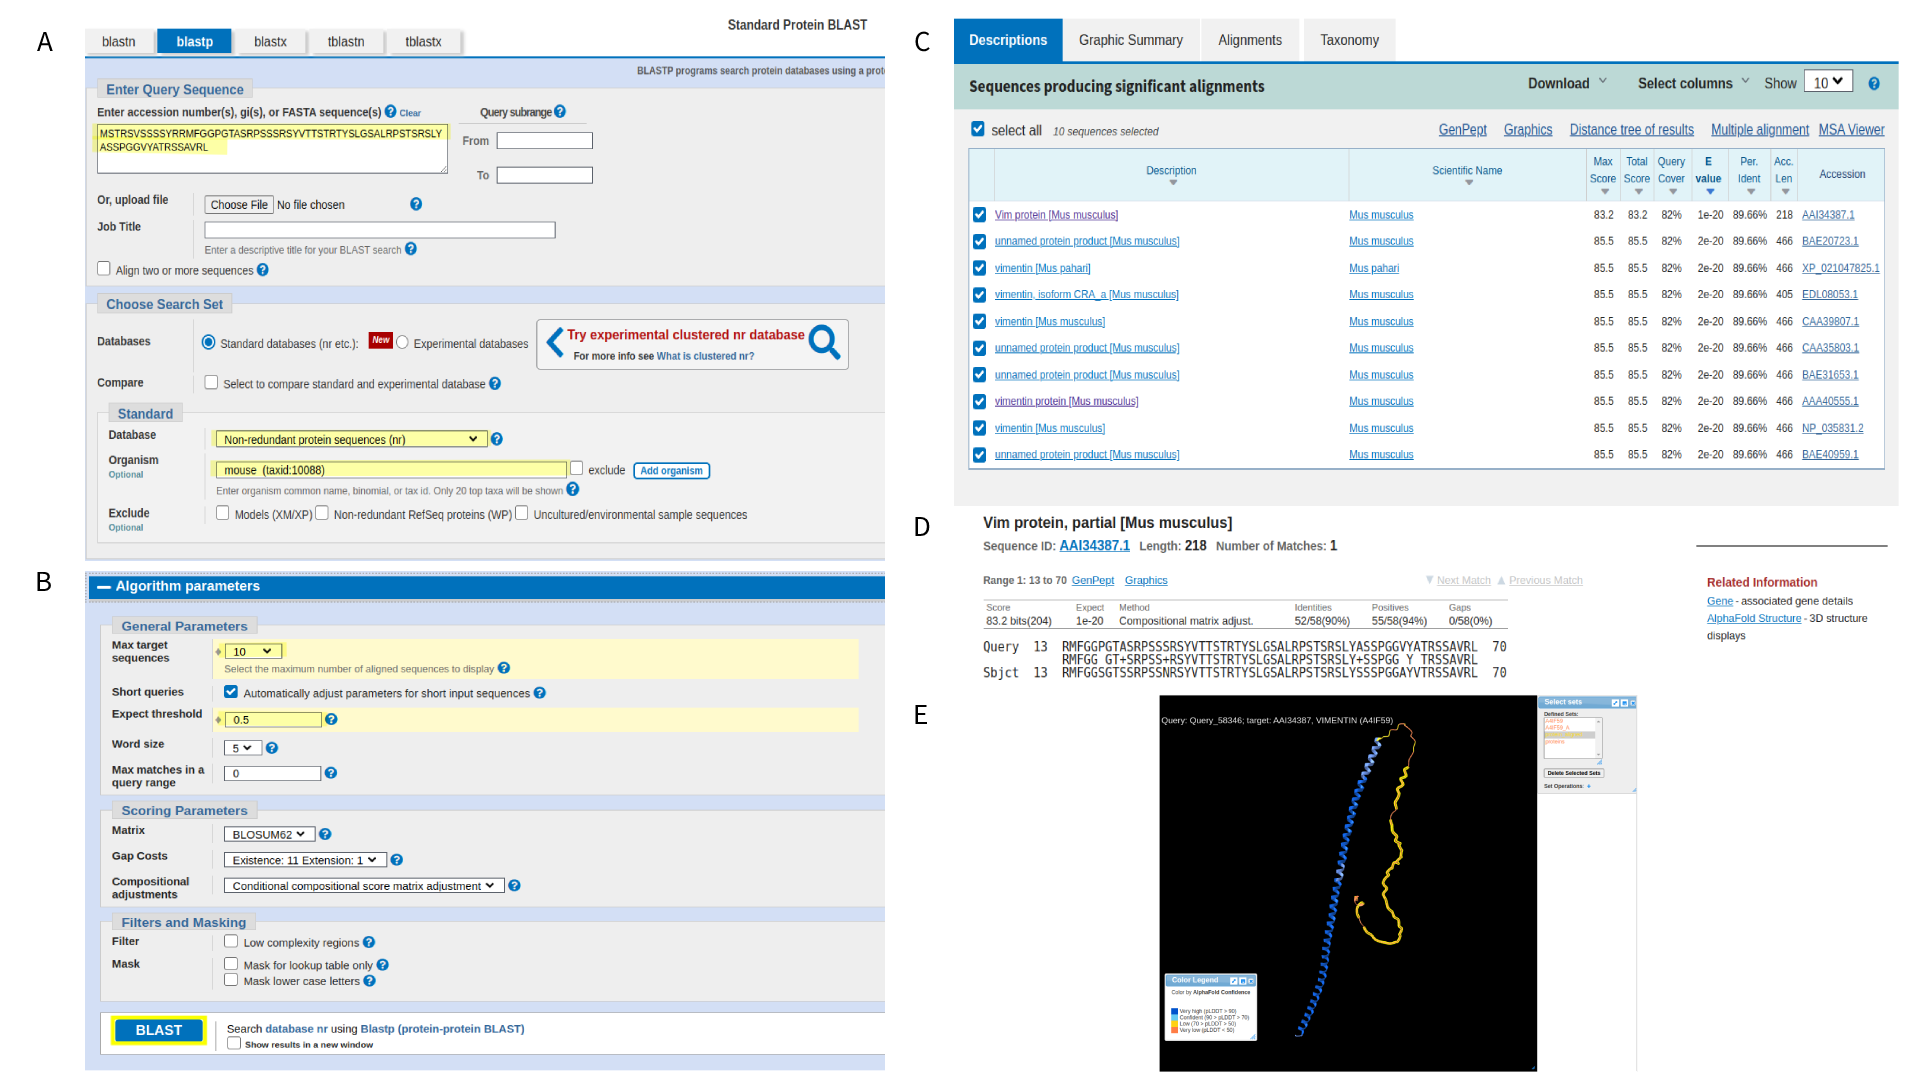 A
Standard Protein BLAST
blastn blastp blastx tblastn tblastx
BLASTP programs search protein databases using a prote
Enter Query Sequence
Enter accession number(s), gi(s), or FASTA sequence(s) ? Clear
Query subrange ?
MSTRSVSSSSYRRMFGGPGTASRPSSSRSYVTTSTRTYSLGSALRPSTSRSLY
ASSPGGVYATRSSAVRL
From
To
Or, upload file
Choose File No file chosen ?
Job Title
Enter a descriptive title for your BLAST search ?
Align two or more sequences ?
Choose Search Set
Databases
Standard databases (nr etc.): New Experimental databases
Try experimental clustered nr database
For more info see What is clustered nr?
Compare
Select to compare standard and experimental database ?
Standard
Database
Non-redundant protein sequences (nr) ?
Organism
Optional
mouse (taxid:10088) exclude Add organism
Enter organism common name, binomial, or tax id. Only 20 top taxa will be shown ?
Exclude
Optional
Models (XM/XP) Non-redundant RefSeq proteins (WP) Uncultured/environmental sample sequences
B
Algorithm parameters
General Parameters
Max target
sequences
10
Select the maximum number of aligned sequences to display ?
Short queries
Automatically adjust parameters for short input sequences ?
Expect threshold
0.5 ?
Word size
5 ?
Max matches in a
query range
0 ?
Scoring Parameters
Matrix
BLOSUM62 ?
Gap Costs
Existence: 11 Extension: 1 ?
Compositional
adjustments
Conditional compositional score matrix adjustment ?
Filters and Masking
Filter
Low complexity regions ?
Mask
Mask for lookup table only ?
Mask lower case letters ?
BLAST
Search database nr using Blastp (protein-protein BLAST)
Show results in a new window
C
Descriptions Graphic Summary Alignments Taxonomy
Sequences producing significant alignments
Download Select columns Show 10 ?
select all 10 sequences selected
GenPept Graphics Distance tree of results Multiple alignment MSA Viewer
Description Scientific Name Max Score Total Score Query Cover E value Per. Ident Acc. Len Accession
Vim protein [Mus musculus] Mus musculus 83.2 83.2 82% 1e-20 89.66% 218 AAI34387.1
unnamed protein product [Mus musculus] Mus musculus 85.5 85.5 82% 2e-20 89.66% 466 BAE20723.1
vimentin [Mus pahari] Mus pahari 85.5 85.5 82% 2e-20 89.66% 466 XP_021047825.1
vimentin, isoform CRA_a [Mus musculus] Mus musculus 85.5 85.5 82% 2e-20 89.66% 405 EDL08053.1
vimentin [Mus musculus] Mus musculus 85.5 85.5 82% 2e-20 89.66% 466 CAA39807.1
unnamed protein product [Mus musculus] Mus musculus 85.5 85.5 82% 2e-20 89.66% 466 CAA35803.1
unnamed protein product [Mus musculus] Mus musculus 85.5 85.5 82% 2e-20 89.66% 466 BAE31653.1
vimentin protein [Mus musculus] Mus musculus 85.5 85.5 82% 2e-20 89.66% 466 AAA40555.1
vimentin [Mus musculus] Mus musculus 85.5 85.5 82% 2e-20 89.66% 466 NP_035831.2
unnamed protein product [Mus musculus] Mus musculus 85.5 85.5 82% 2e-20 89.66% 466 BAE40959.1
D
Vim protein, partial [Mus musculus]
Sequence ID: AAI34387.1 Length: 218 Number of Matches: 1
Range 1: 13 to 70 GenPept Graphics
Next Match Previous Match
Score Expect Method Identities Positives Gaps
83.2 bits(204) 1e-20 Compositional matrix adjust. 52/58(90%) 55/58(94%) 0/58(0%)
Query 13 RMFGGPGTASRPSSSRSYVTTSTRTYSLGSALRPSTSRSLYASSPGGVYATRSSAVRL 70
RMFGG GT+SRPSS+RSYVTTSTRTYSLGSALRPSTSRSLY+SSPGG Y TRSSAVRL
Sbjct 13 RMFGGSGTSSRPSSNRSYVTTSTRTYSLGSALRPSTSRSLYSSSPGGAYVTRSSAVRL 70
Related Information
Gene - associated gene details
AlphaFold Structure - 3D structure
displays
E
Query: Query_58346; target: AAI34387, VIMENTIN (A4IF59)
Select sets
Defined Sets:
A4IF59
A4IF59_A
proteins
Delete Selected Sets
Set Operations: +
Color Legend
Color by AlphaFold Confidence
Very high (pLDDT > 90)
Confident (90 > pLDDT > 70)
Low (70 > pLDDT > 50)
Very low (pLDDT < 50)